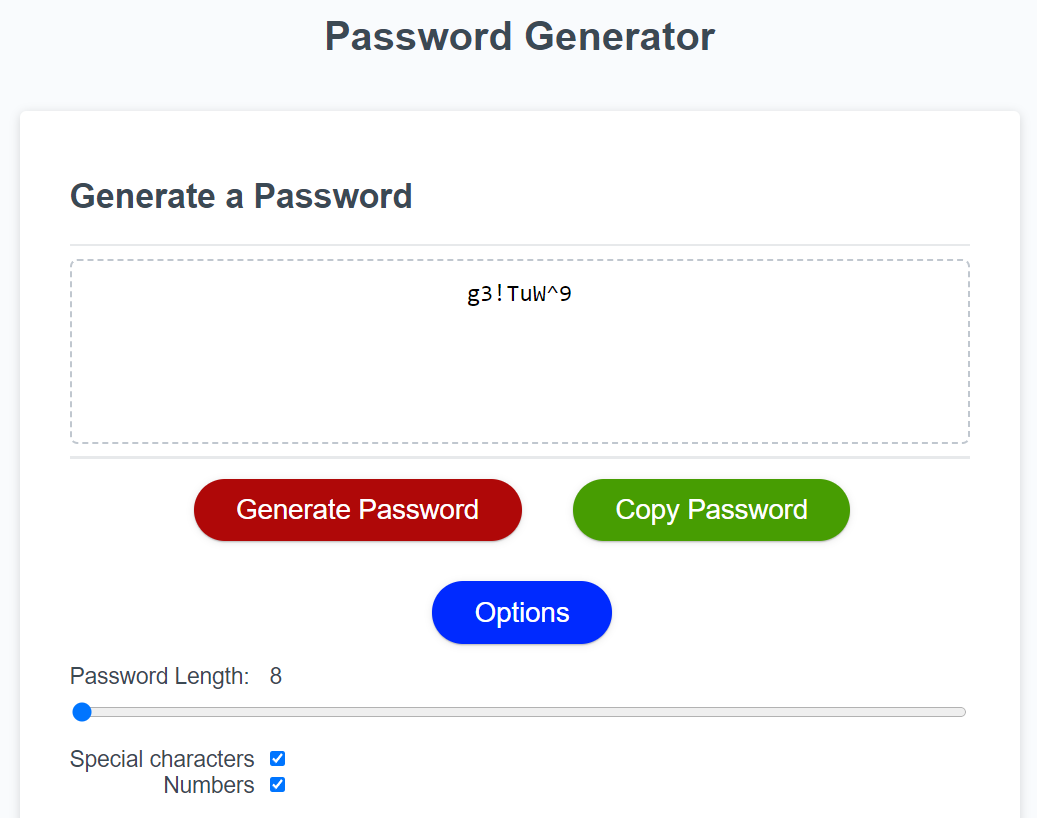 Password Generator
Generate a Password
g3!TuW^9
Generate Password
Copy Password
Options
Password Length: 8
Special characters
Numbers